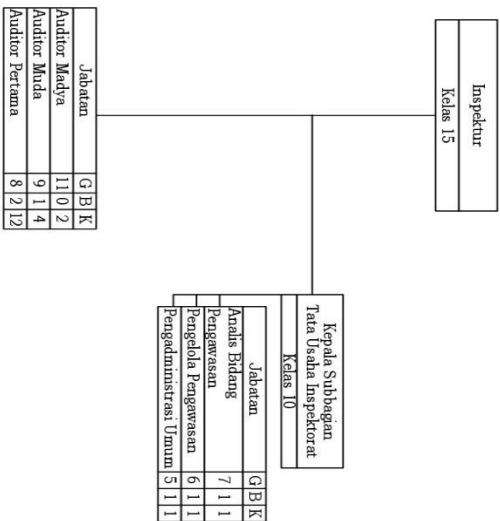 Inspektur
Kelas 15
Kepala Subbagian
Tata Usaha Inspektorat
Kelas 10
Jabatan G B K
Analis Bidang
Pengawasan 7 1 1
Pengelola Pengawasan 6 1 1
Pengadministrasi Umum 5 1 1
Jabatan G B K
Auditor Madya 11 0 2
Auditor Muda 9 1 4
Auditor Pertama 8 2 12